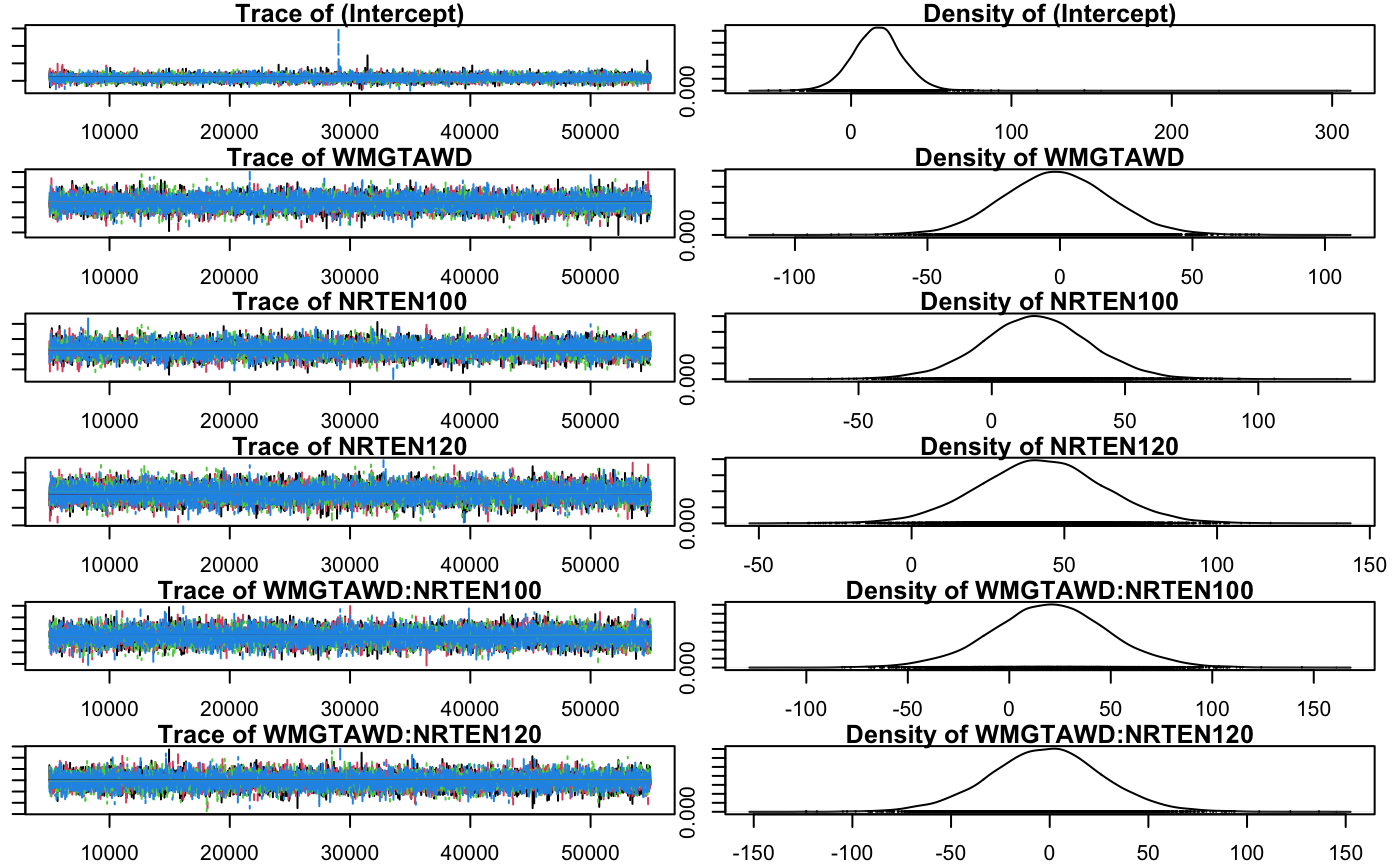 Trace of (Intercept) Density of (Intercept)
0.000
10000 20000 30000 40000 50000 0 100 200 300
Trace of WMGTAWD Density of WMGTAWD
0.000
10000 20000 30000 40000 50000 -100 -50 0 50 100
Trace of NRTEN100 Density of NRTEN100
0.000
10000 20000 30000 40000 50000 -50 0 50 100
Trace of NRTEN120 Density of NRTEN120
0.000
10000 20000 30000 40000 50000 -50 0 50 100 150
Trace of WMGTAWD:NRTEN100 Density of WMGTAWD:NRTEN100
0.000
10000 20000 30000 40000 50000 -100 -50 0 50 100 150
Trace of WMGTAWD:NRTEN120 Density of WMGTAWD:NRTEN120
0.000
10000 20000 30000 40000 50000 -150 -100 -50 0 50 100 150